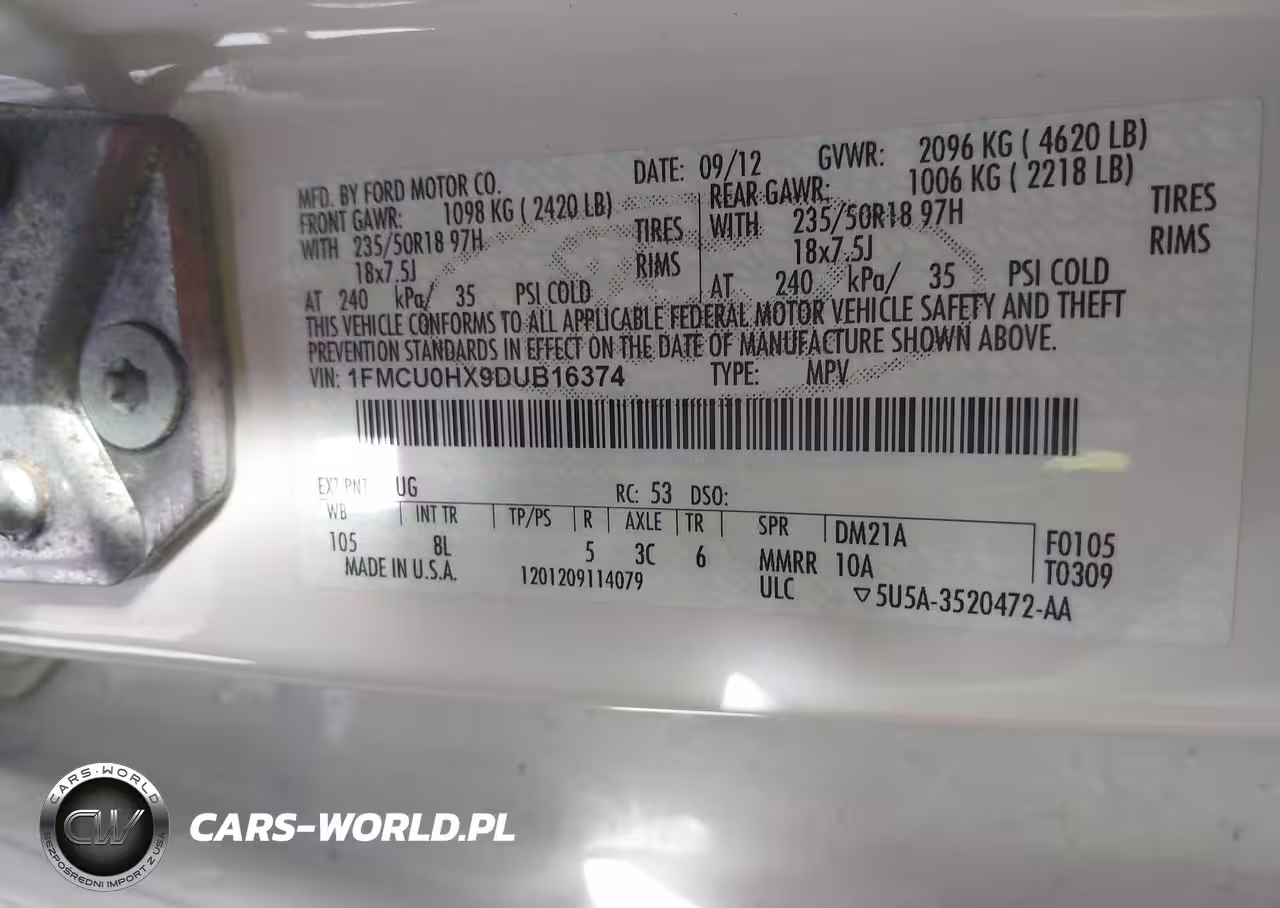 MFD. BY FORD MOTOR CO. DATE: 09/12 GVWR: 2096 KG ( 4620 LB)
FRONT GAWR: 1098 KG ( 2420 LB) REAR GAWR: 1006 KG ( 2218 LB)
WITH 235/50R18 97H TIRES WITH 235/50R18 97H TIRES
18x7.5J RIMS 18x7.5J RIMS
AT 240 kPa/ 35 PSI COLD AT 240 kPa/ 35 PSI COLD
THIS VEHICLE CONFORMS TO ALL APPLICABLE FEDERAL MOTOR VEHICLE SAFETY AND THEFT
PREVENTION STANDARDS IN EFFECT ON THE DATE OF MANUFACTURE SHOWN ABOVE.
VIN: 1FMCU0HX9DUB16374 TYPE: MPV
EXT PNT UG RC: 53 DSO:
WB INT TR TP/PS R AXLE TR SPR DM21A F0105
105 8L 5 3C 6 MMRR 10A T0309
MADE IN U.S.A. 1201209114079 ULC ▽5U5A-3520472-AA
CARS-WORLD
CW
BEZPOŚREDNI IMPORT Z USA
CARS-WORLD.PL